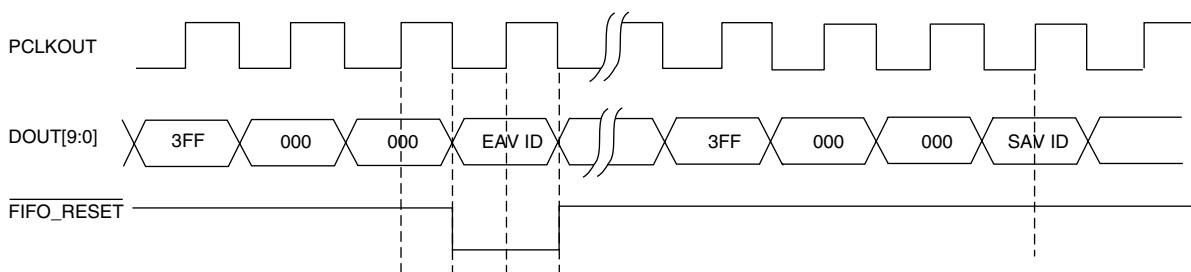 PCLKOUT
DOUT[9:0] 3FF 000 000 EAV ID 3FF 000 000 SAV ID
FIFO_RESET